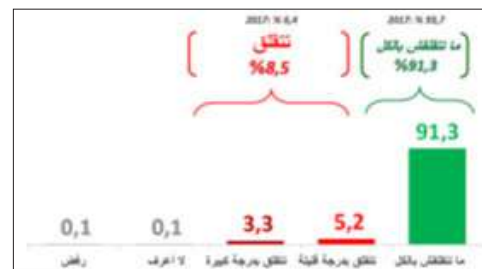 2017: % 6,4
2017: % 93,7
تتقلق
%8,5
ما تتقلقش بالكل
%91,3
91,3
5,2
3,3
0,1
0,1
ما تتقلقش بالكل
تتقلق بدرجة قليلة
تتقلق بدرجة كبيرة
لا أعرف
رفض